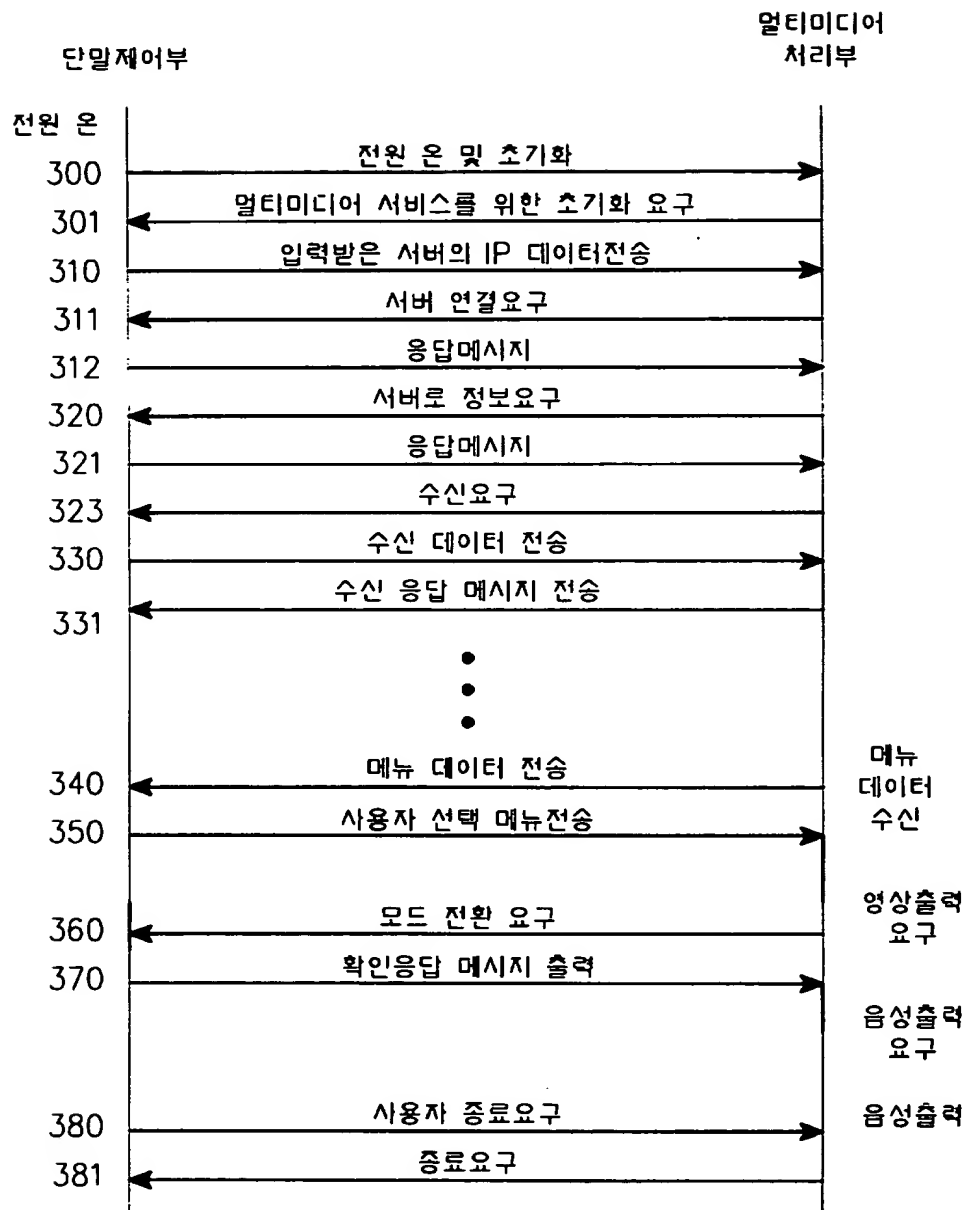 멀티미디어
처리부
단말제어부
전원 온
300
전원 온 및 초기화
301
멀티미디어 서비스를 위한 초기화 요구
310
입력받은 서버의 IP 데이터전송
311
서버 연결요구
312
응답메시지
320
서버로 정보요구
321
응답메시지
323
수신요구
330
수신 데이터 전송
331
수신 응답 메시지 전송
340
메뉴 데이터 전송
메뉴
데이터
수신
350
사용자 선택 메뉴전송
360
모드 전환 요구
영상출력
요구
370
확인응답 메시지 출력
음성출력
요구
380
사용자 종료요구
음성출력
381
종료요구